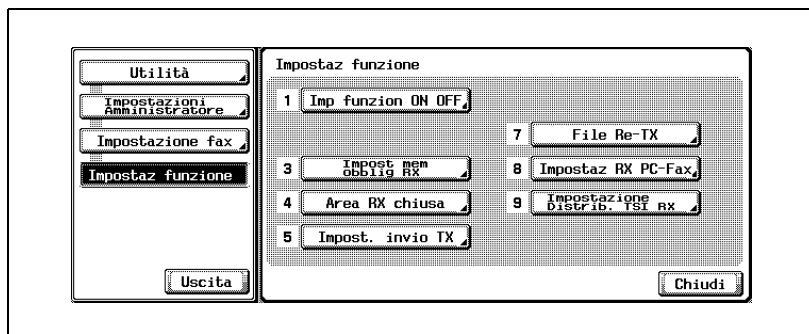 Utilità
Impostazioni
Amministratore
Impostazione fax
Impostaz funzione
Uscita
Impostaz funzione
1 Imp funzion ON OFF
7 File Re-TX
3 Impost mem
obblig RX
8 Impostaz RX PC-Fax
4 Area RX chiusa
9 Impostazione
Distrib. TSI RX
5 Impost. invio TX
Chiudi